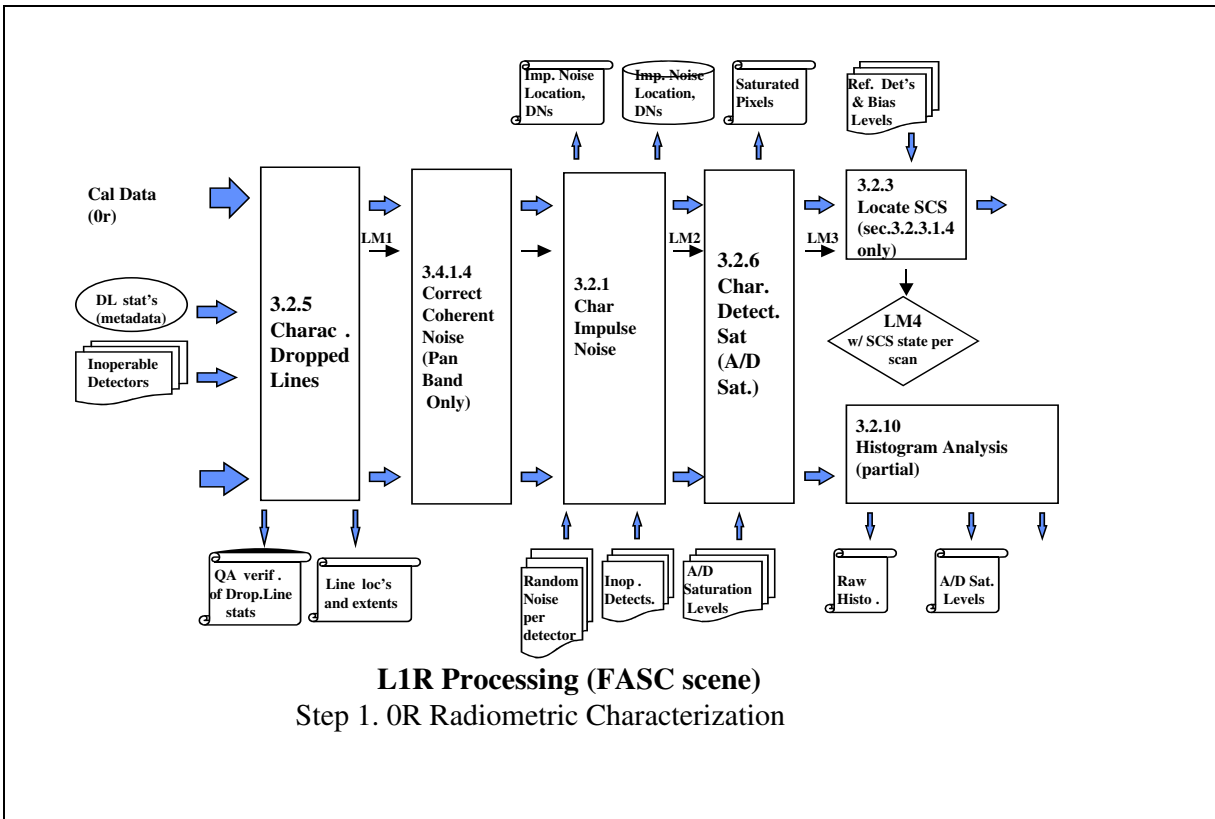 Imp. Noise
Location,
DNs
Imp. Noise
Location,
DNs
Saturated
Pixels
Ref. Det's
& Bias
Levels
Cal Data
(0r)
DL stat's
(metadata)
Inoperable
Detectors
3.2.5
Charac .
Dropped
Lines
LM1
3.4.1.4
Correct
Coherent
Noise
(Pan
Band
Only)
3.2.1
Char
Impulse
Noise
LM2
3.2.6
Char.
Detect.
Sat
(A/D
Sat.)
LM3
3.2.3
Locate SCS
(sec.3.2.3.1.4
only)
LM4
w/ SCS state per
scan
3.2.10
Histogram Analysis
(partial)
QA verif .
of Drop.Line
stats
Line loc's
and extents
Random
Noise
per
detector
Inop .
Detects.
A/D
Saturation
Levels
Raw
Histo .
A/D Sat.
Levels
L1R Processing (FASC scene)
Step 1. 0R Radiometric Characterization